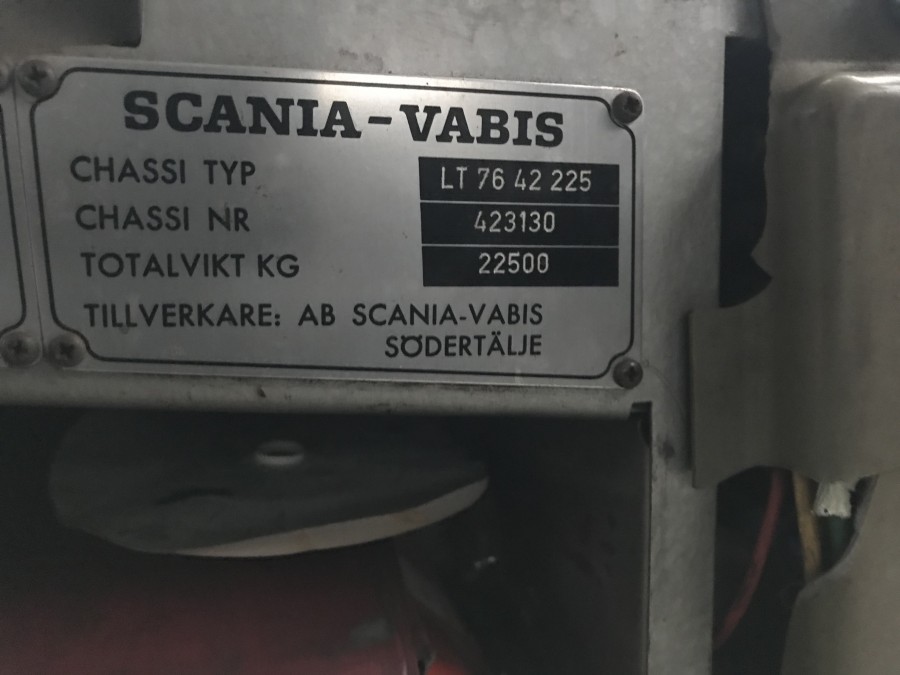 SCANIA-VABIS
CHASSI TYP LT 76 42 225
CHASSI NR 423130
TOTALVIKT KG 22500
TILLVERKARE: AB SCANIA-VABIS
SÖDERTÄLJE